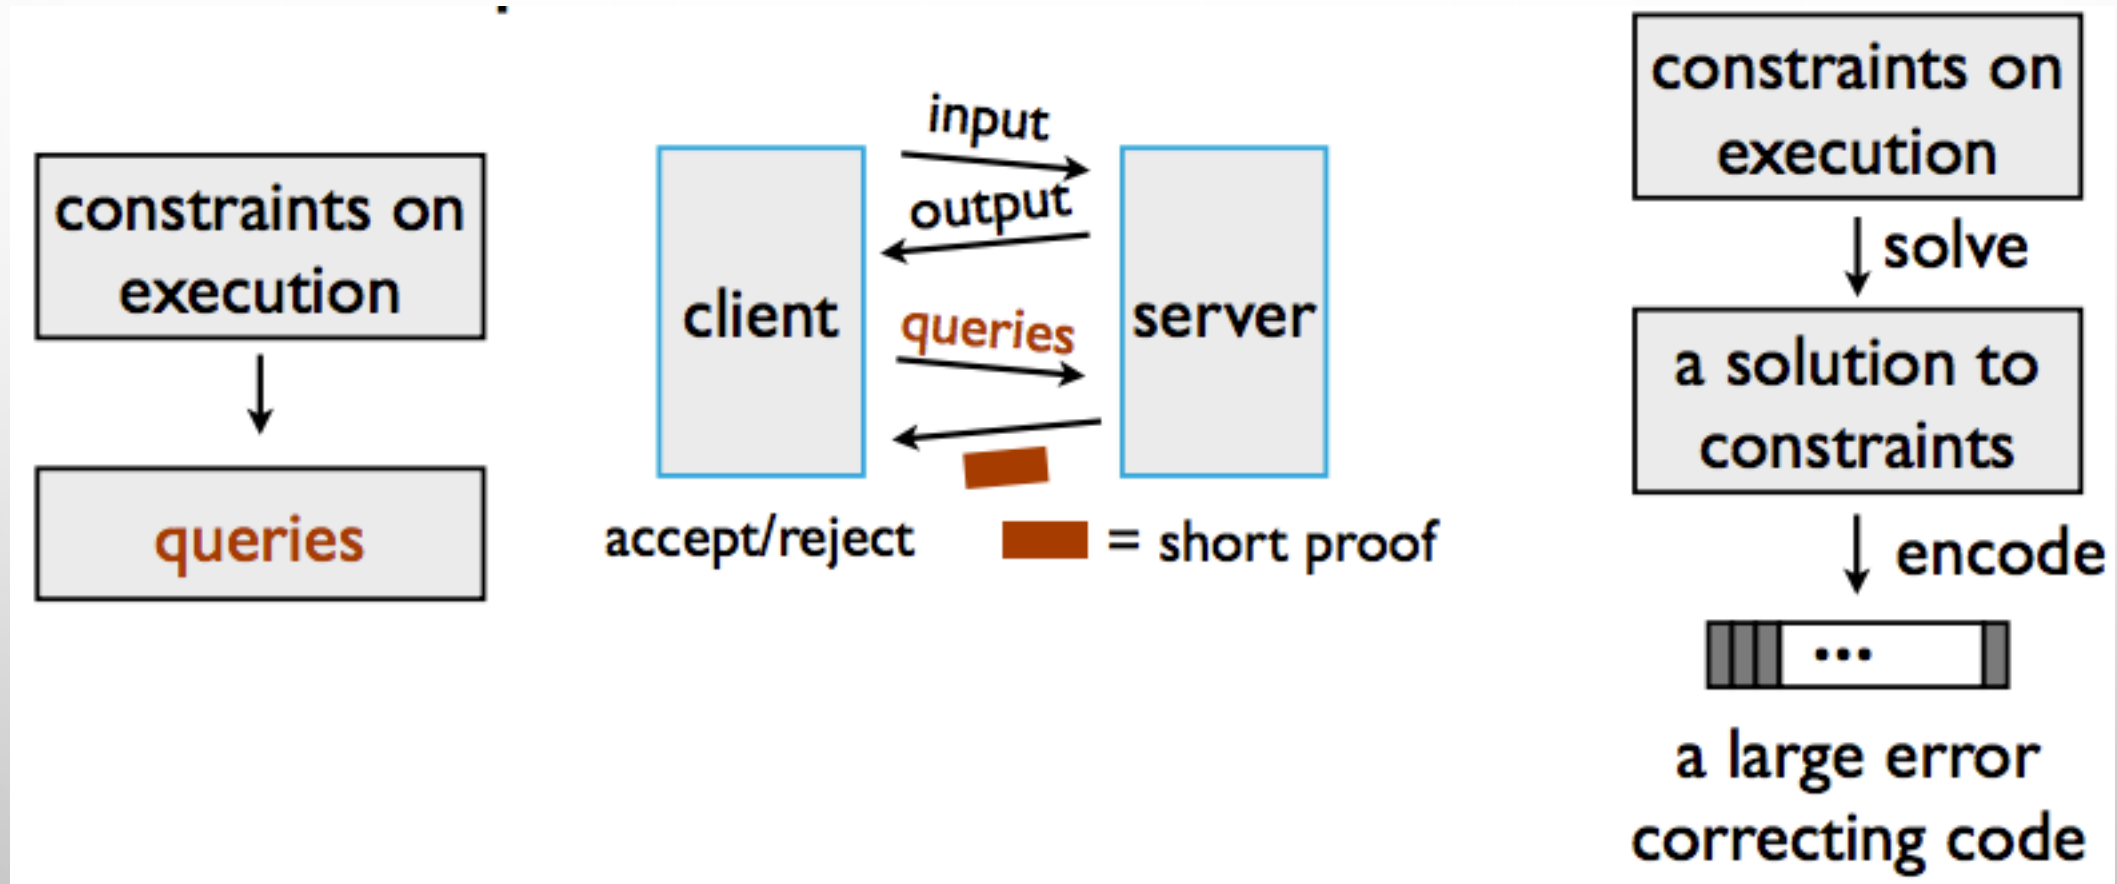 constraints on
execution
queries
input
output
client
server
queries
accept/reject
= short proof
constraints on
execution
solve
a solution to
constraints
encode
...
a large error
correcting code